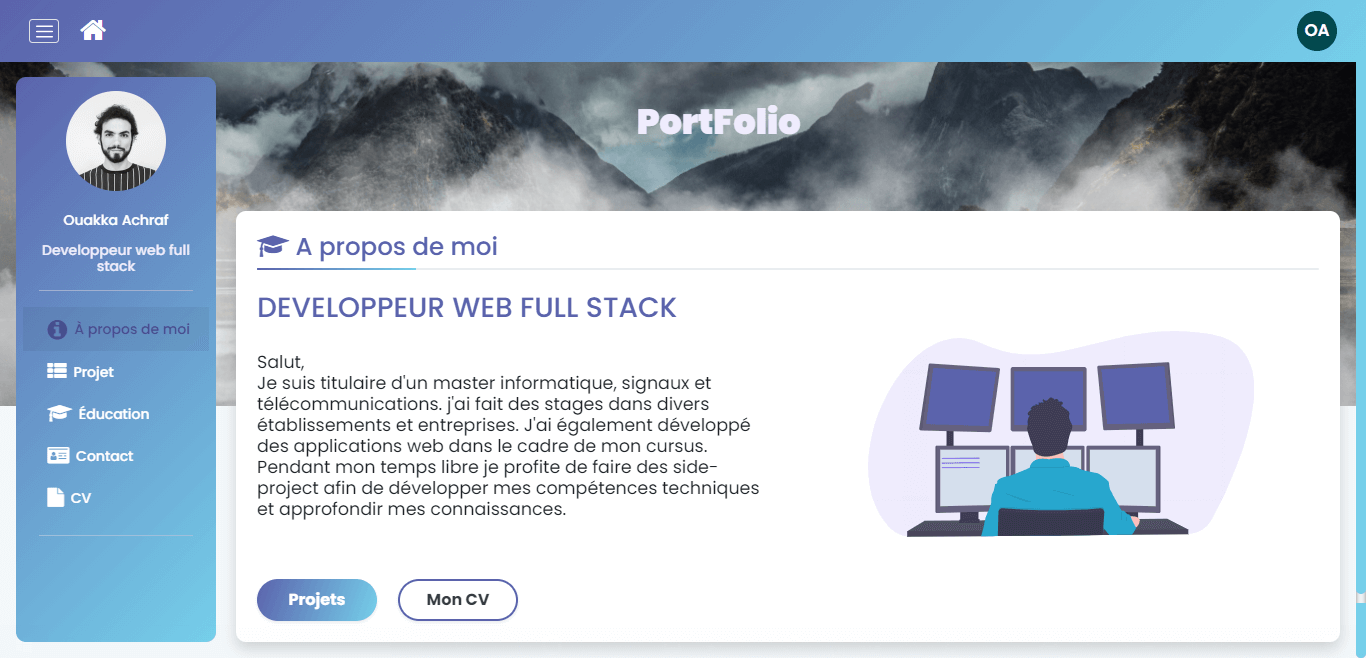 OA
PortFolio
Ouakka Achraf
Developpeur web full
stack
À propos de moi
Projet
Éducation
Contact
CV
A propos de moi
DEVELOPPEUR WEB FULL STACK
Salut,
Je suis titulaire d'un master informatique, signaux et
télécommunications. j'ai fait des stages dans divers
établissements et entreprises. J'ai également développé
des applications web dans le cadre de mon cursus.
Pendant mon temps libre je profite de faire des side-
project afin de développer mes compétences techniques
et approfondir mes connaissances.
Projets
Mon CV